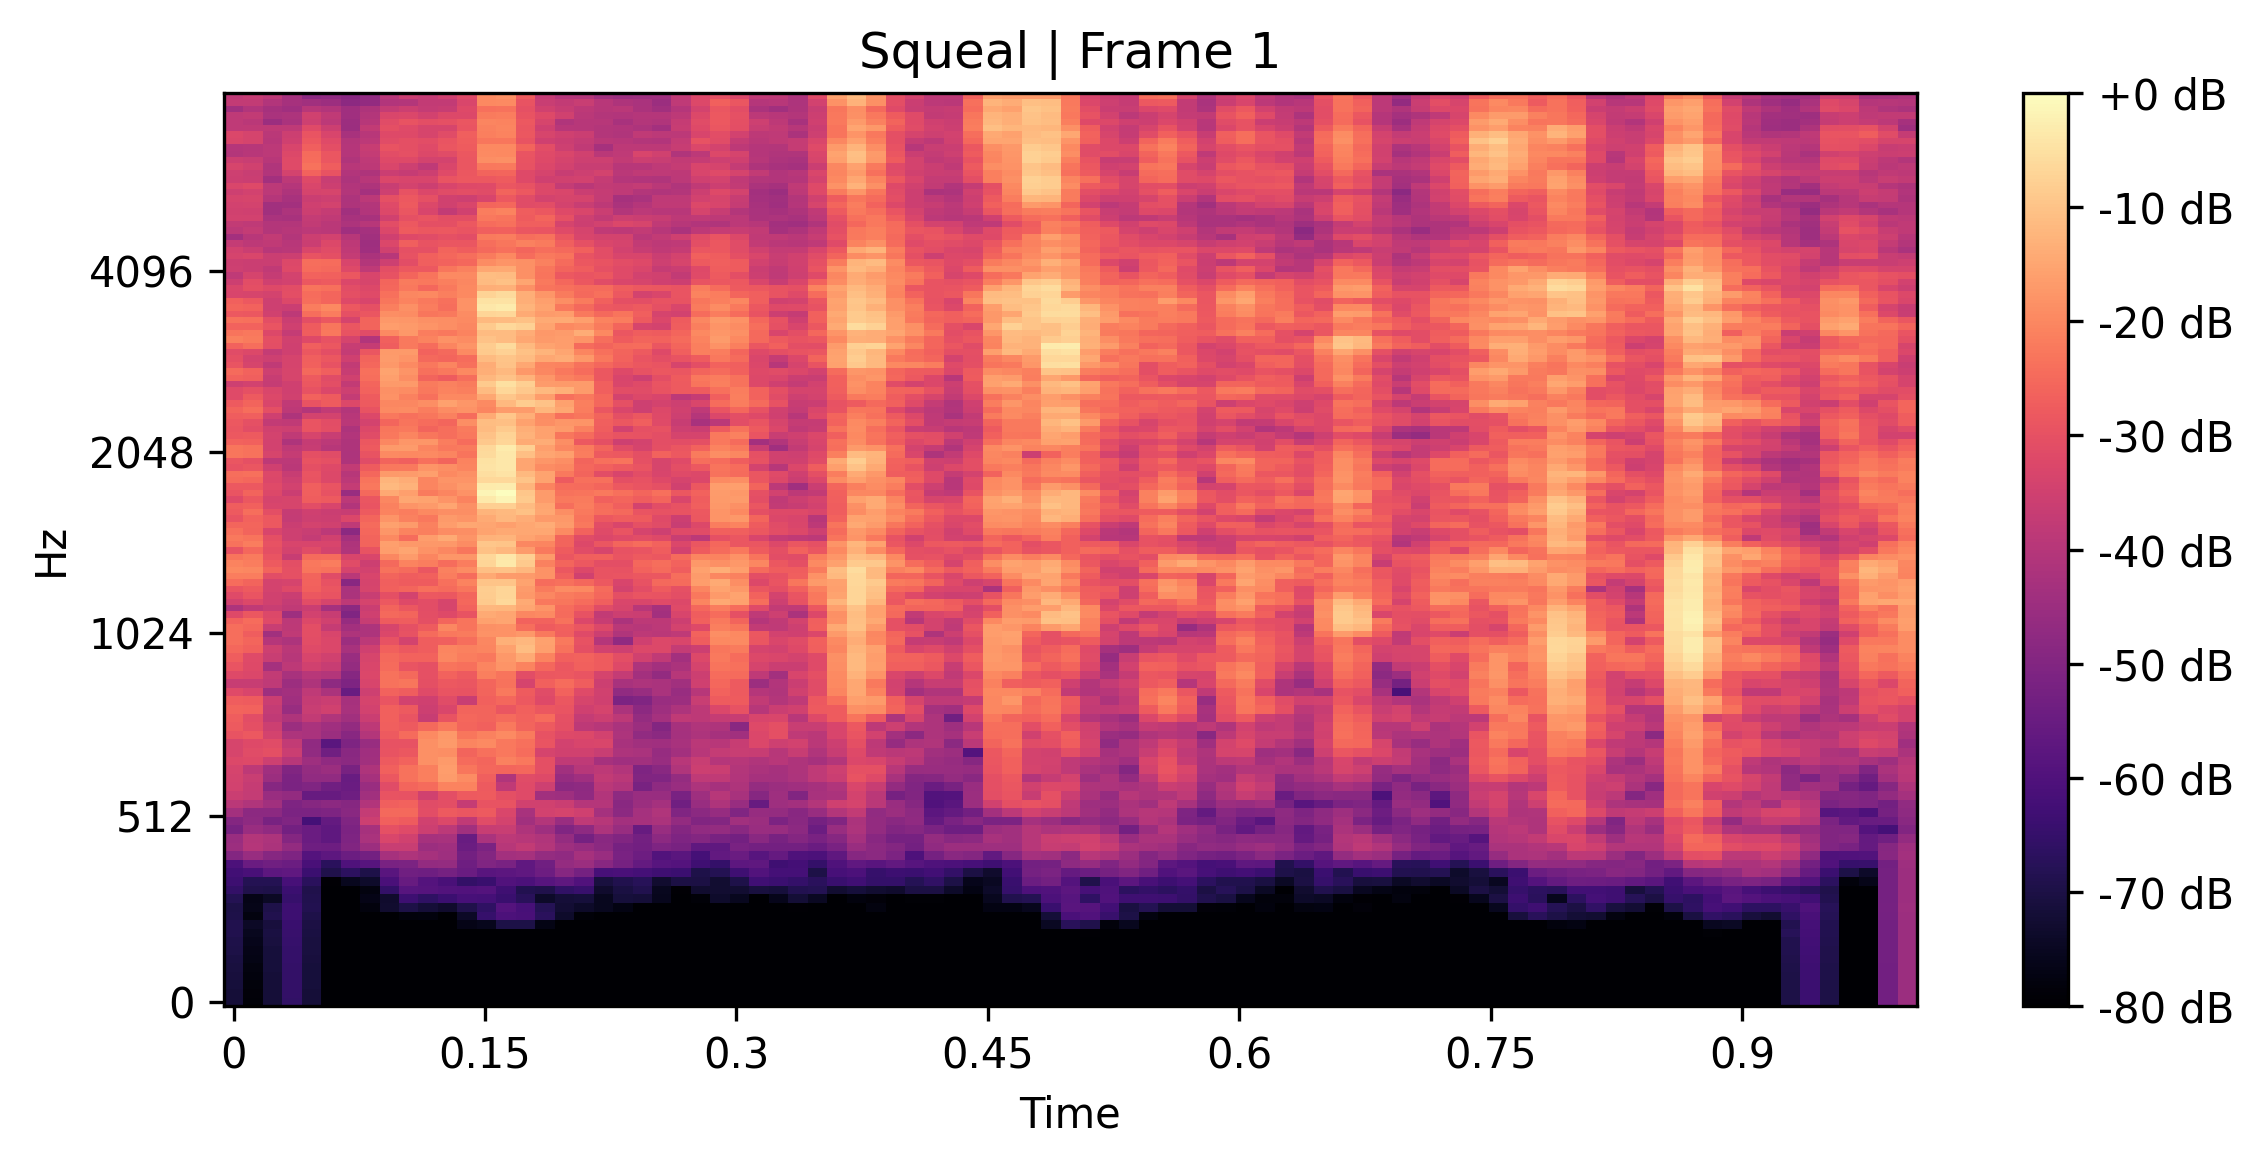 Squeal | Frame 1
+0 dB
-10 dB
-20 dB
-30 dB
-40 dB
-50 dB
-60 dB
-70 dB
-80 dB
Hz
4096
2048
1024
512
0
0 0.15 0.3 0.45 0.6 0.75 0.9
Time